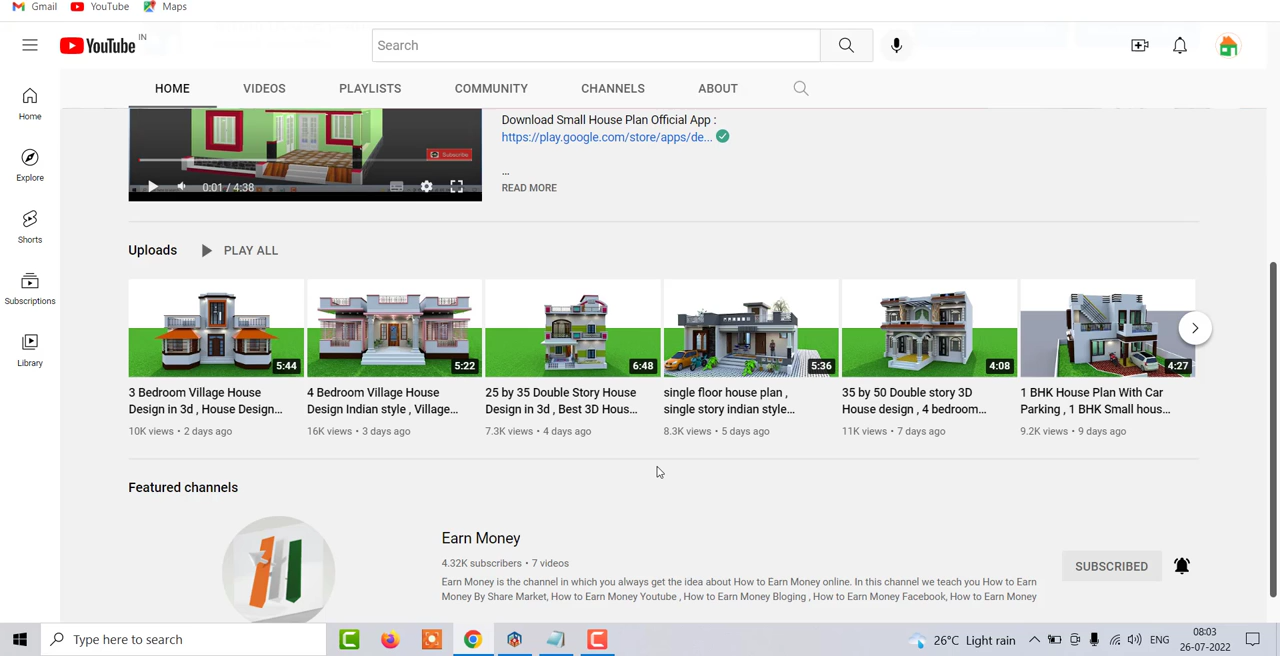 Gmail YouTube Maps
YouTube IN
Search
HOME VIDEOS PLAYLISTS COMMUNITY CHANNELS ABOUT
Home
Explore
Shorts
Subscriptions
Library
Subscribe
0:01 / 4:38
Download Small House Plan Official App :
https://play.google.com/store/apps/de...
...
READ MORE
Uploads PLAY ALL
5:44
3 Bedroom Village House
Design in 3d , House Design...
10K views • 2 days ago
5:22
4 Bedroom Village House
Design Indian style , Village...
16K views • 3 days ago
6:48
25 by 35 Double Story House
Design in 3d , Best 3D Hous...
7.3K views • 4 days ago
5:36
single floor house plan ,
single story indian style...
8.3K views • 5 days ago
4:08
35 by 50 Double story 3D
House design , 4 bedroom...
11K views • 7 days ago
4:27
1 BHK House Plan With Car
Parking , 1 BHK Small hous...
9.2K views • 9 days ago
Featured channels
Earn Money
4.32K subscribers • 7 videos
Earn Money is the channel in which you always get the idea about How to Earn Money online. In this channel we teach you How to Earn
Money By Share Market, How to Earn Money Youtube , How to Earn Money Bloging , How to Earn Money Facebook, How to Earn Money
SUBSCRIBED
Type here to search
26°C Light rain
ENG
08:03
26-07-2022